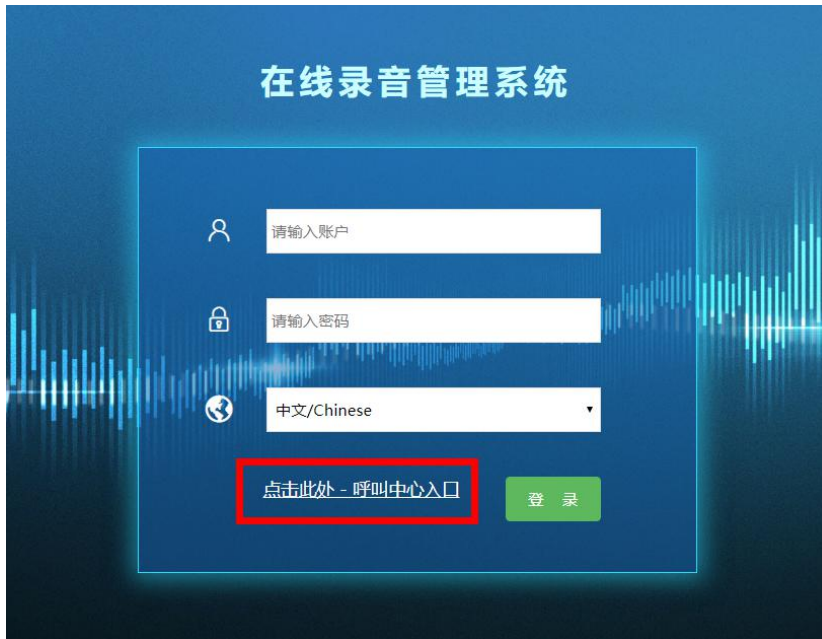 在线录音管理系统
请输入账户
请输入密码
中文/Chinese
点击此处 - 呼叫中心入口
登 录